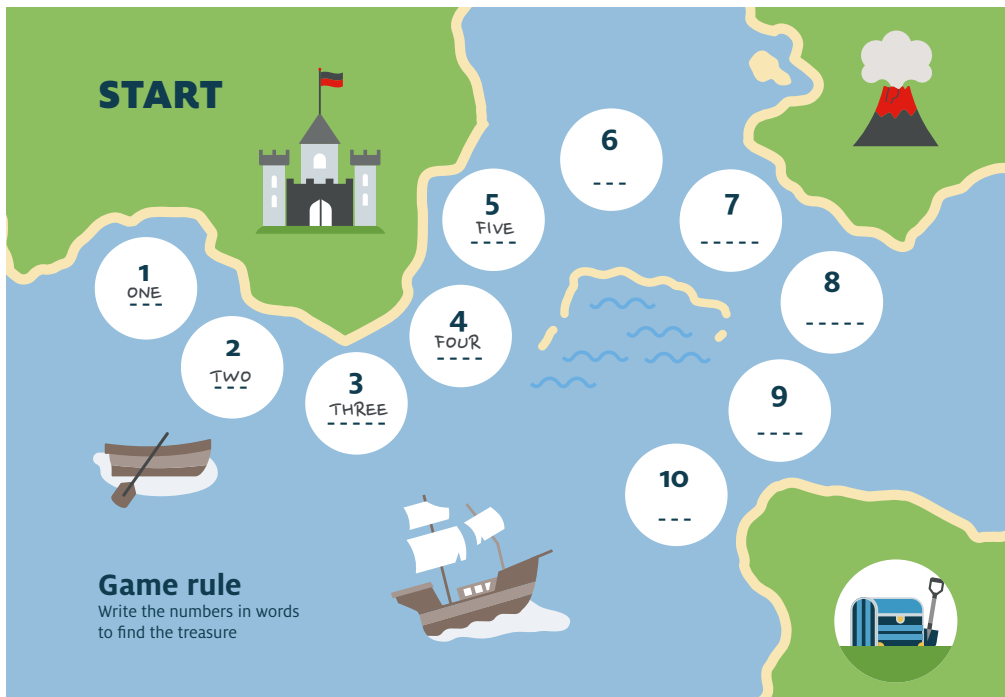 START
1
ONE
2
TWO
3
THREE
4
FOUR
5
FIVE
6
7
8
9
10
Game rule
Write the numbers in words
to find the treasure